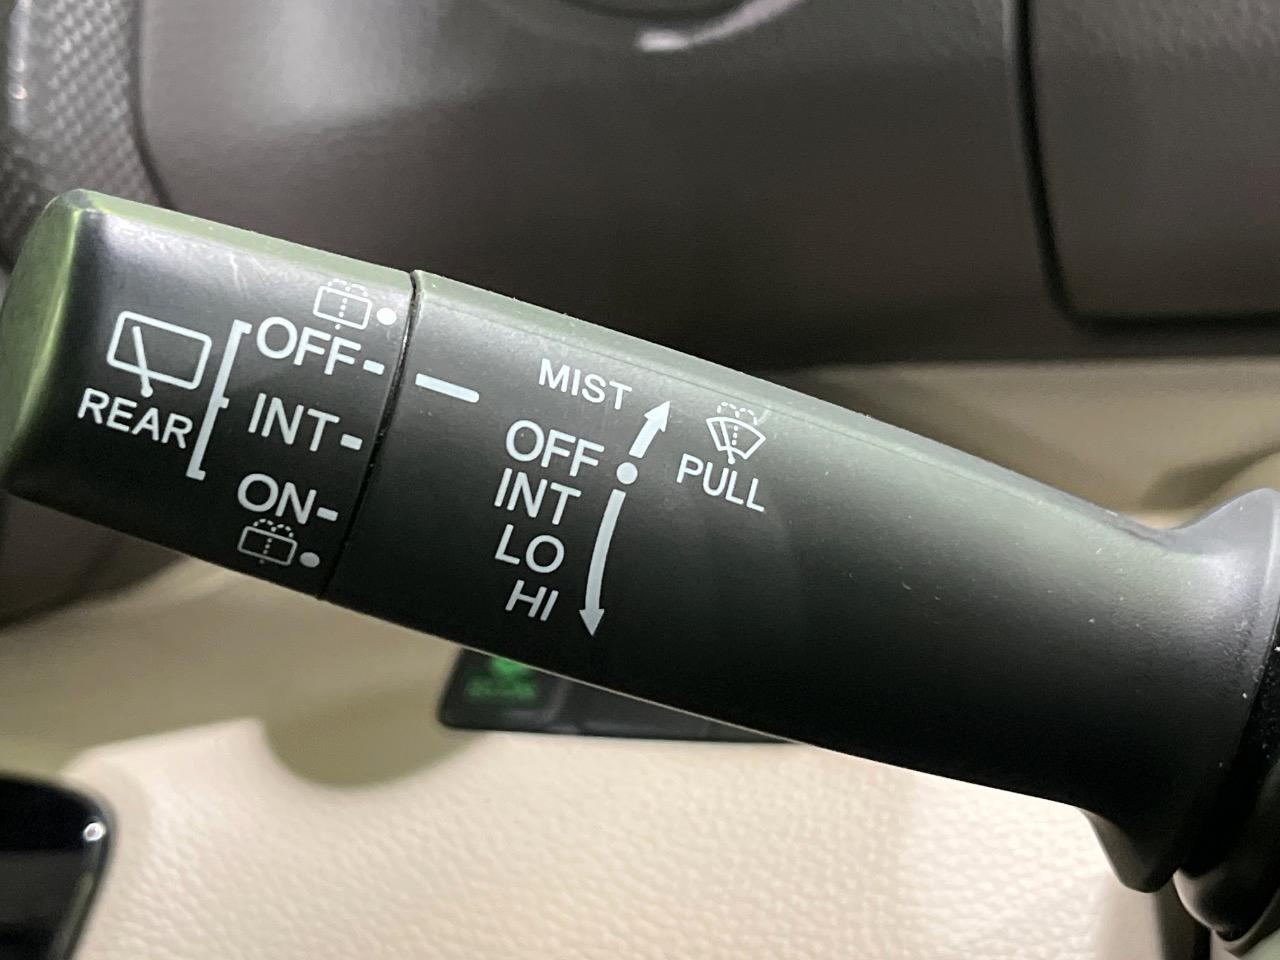 REAR
OFF
INT
ON
MIST
OFF
INT
LO
HI
PULL